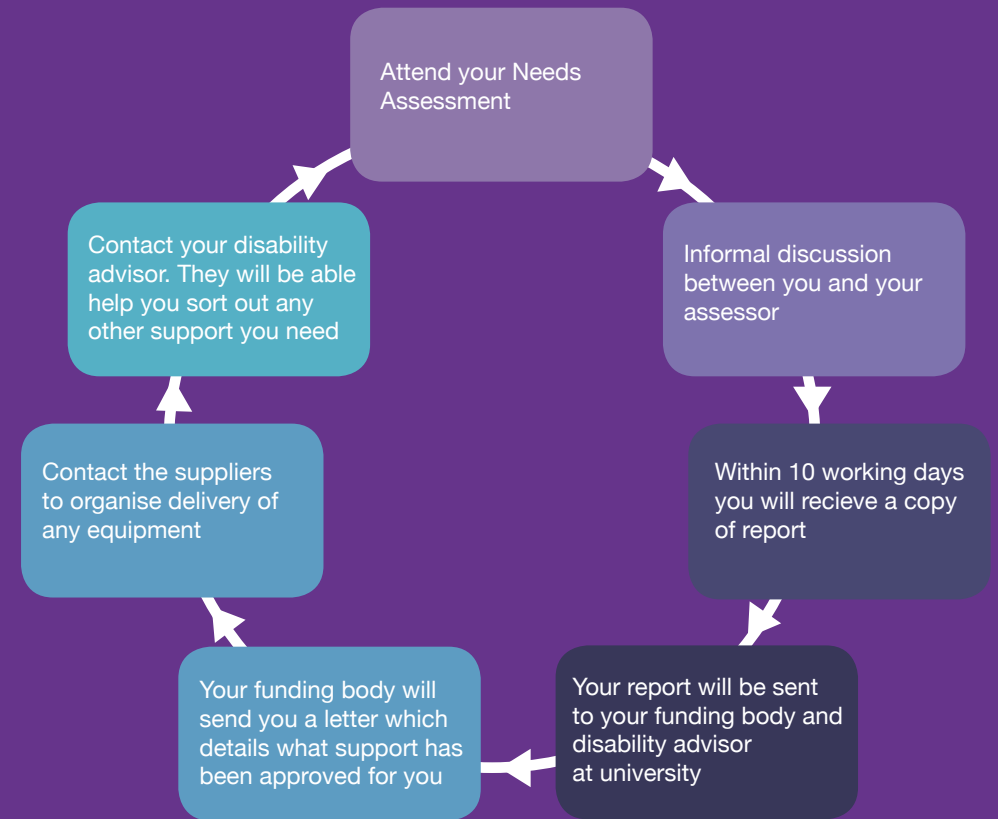 Attend your Needs
Assessment
Informal discussion
between you and your
assessor
Within 10 working days
you will recieve a copy
of report
Your report will be sent
to your funding body and
disability advisor
at university
Your funding body will
send you a letter which
details what support has
been approved for you
Contact the suppliers
to organise delivery of
any equipment
Contact your disability
advisor. They will be able
help you sort out any
other support you need